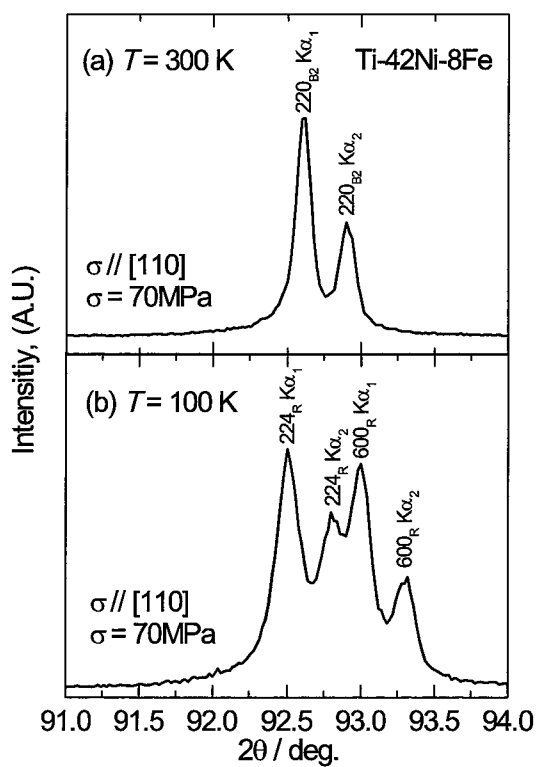 (a) T = 300 K
Ti-42Ni-8Fe
220B2 Kα1
220B2 Kα2
σ // [110]
σ = 70MPa
Intensitiy, (A.U.)
(b) T = 100 K
224R Kα1
224R Kα2
600R Kα1
600R Kα2
σ // [110]
σ = 70MPa
91.0 91.5 92.0 92.5 93.0 93.5 94.0
2θ / deg.